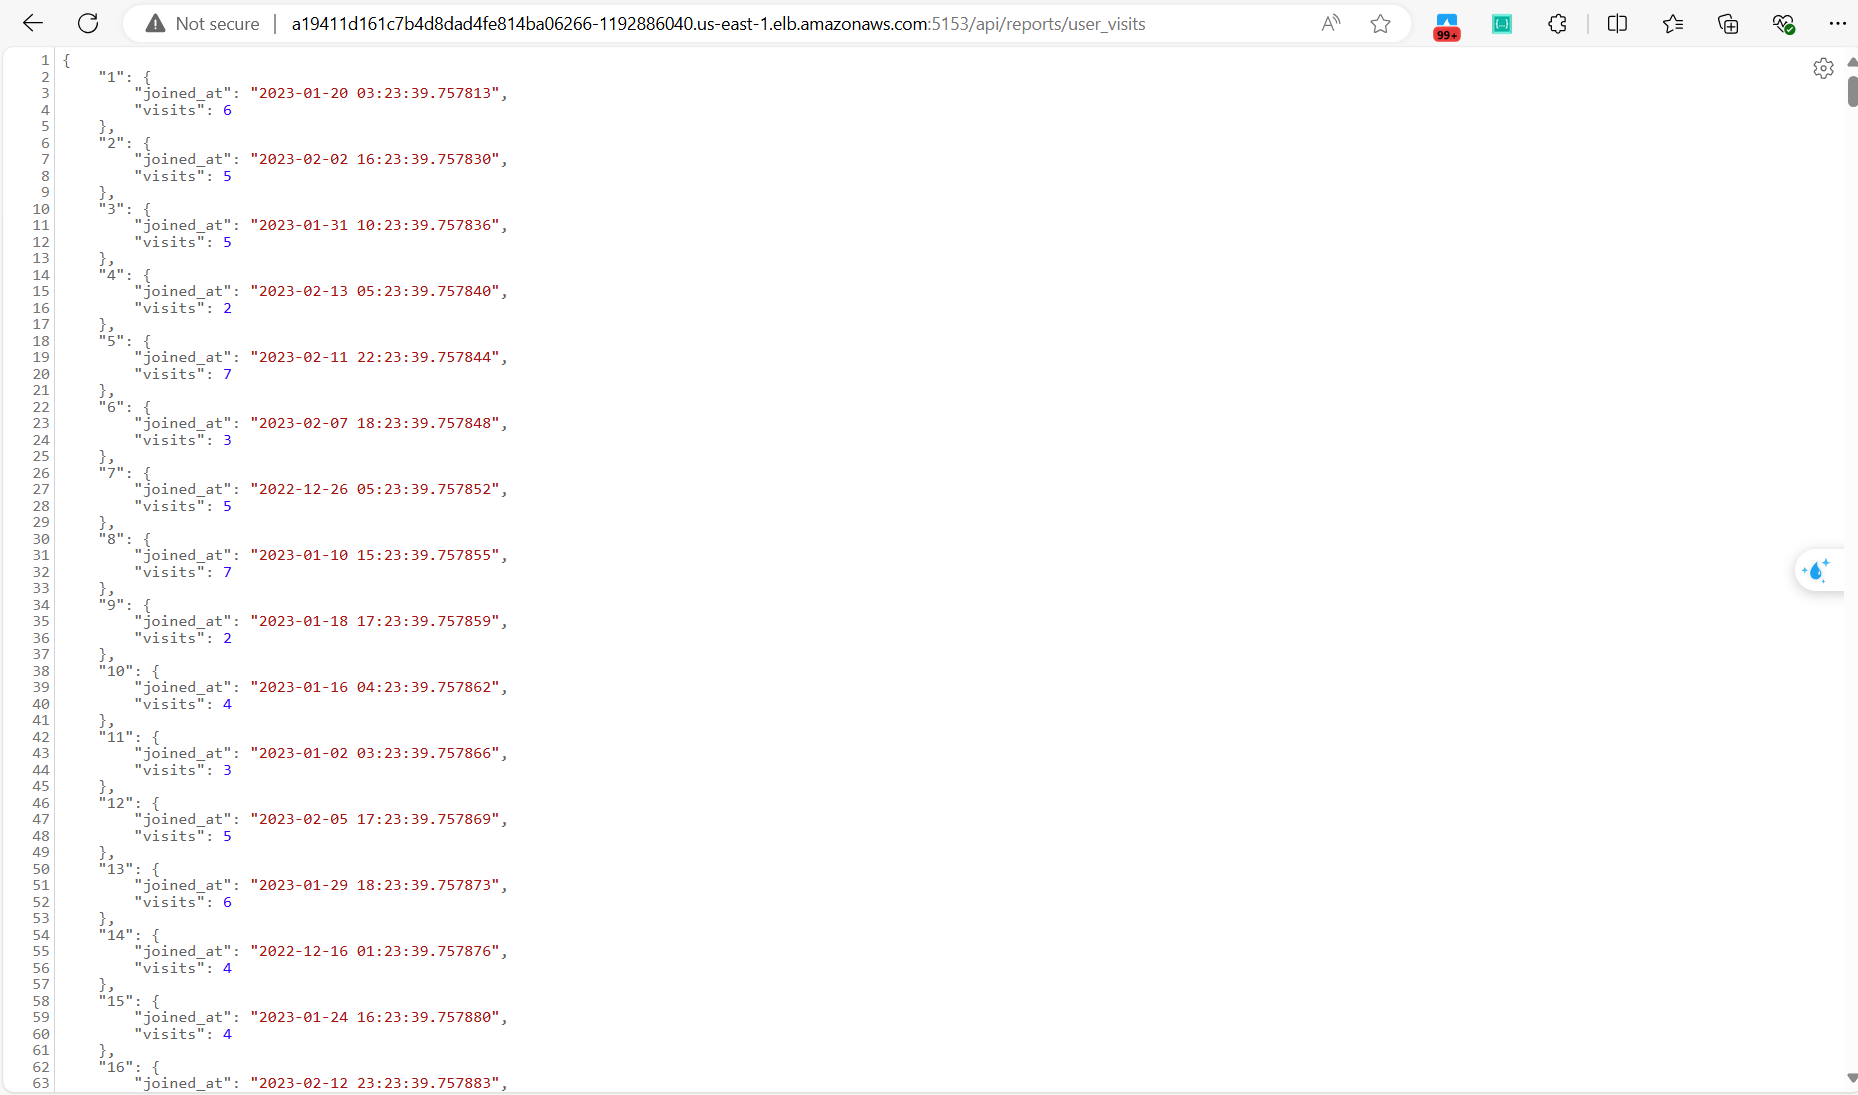 Not secure | a19411d161c7b4d8dad4fe814ba06266-1192886040.us-east-1.elb.amazonaws.com:5153/api/reports/user_visits
99+
1 {
2 "1": {
3 "joined_at": "2023-01-20 03:23:39.757813",
4 "visits": 6
5 },
6 "2": {
7 "joined_at": "2023-02-02 16:23:39.757830",
8 "visits": 5
9 },
10 "3": {
11 "joined_at": "2023-01-31 10:23:39.757836",
12 "visits": 5
13 },
14 "4": {
15 "joined_at": "2023-02-13 05:23:39.757840",
16 "visits": 2
17 },
18 "5": {
19 "joined_at": "2023-02-11 22:23:39.757844",
20 "visits": 7
21 },
22 "6": {
23 "joined_at": "2023-02-07 18:23:39.757848",
24 "visits": 3
25 },
26 "7": {
27 "joined_at": "2022-12-26 05:23:39.757852",
28 "visits": 5
29 },
30 "8": {
31 "joined_at": "2023-01-10 15:23:39.757855",
32 "visits": 7
33 },
34 "9": {
35 "joined_at": "2023-01-18 17:23:39.757859",
36 "visits": 2
37 },
38 "10": {
39 "joined_at": "2023-01-16 04:23:39.757862",
40 "visits": 4
41 },
42 "11": {
43 "joined_at": "2023-01-02 03:23:39.757866",
44 "visits": 3
45 },
46 "12": {
47 "joined_at": "2023-02-05 17:23:39.757869",
48 "visits": 5
49 },
50 "13": {
51 "joined_at": "2023-01-29 18:23:39.757873",
52 "visits": 6
53 },
54 "14": {
55 "joined_at": "2022-12-16 01:23:39.757876",
56 "visits": 4
57 },
58 "15": {
59 "joined_at": "2023-01-24 16:23:39.757880",
60 "visits": 4
61 },
62 "16": {
63 "joined_at": "2023-02-12 23:23:39.757883",